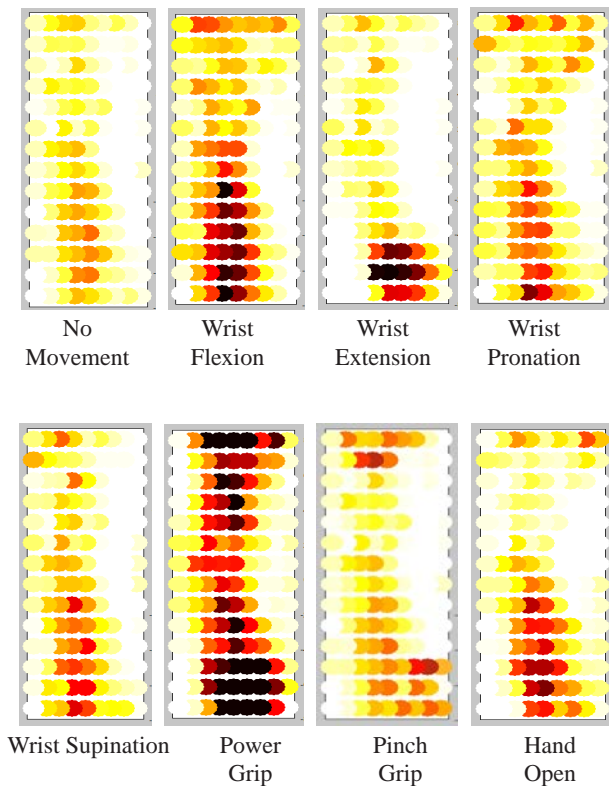 No Wrist Wrist Wrist
Movement Flexion Extension Pronation
Wrist Supination Power Pinch Hand
Grip Grip Open